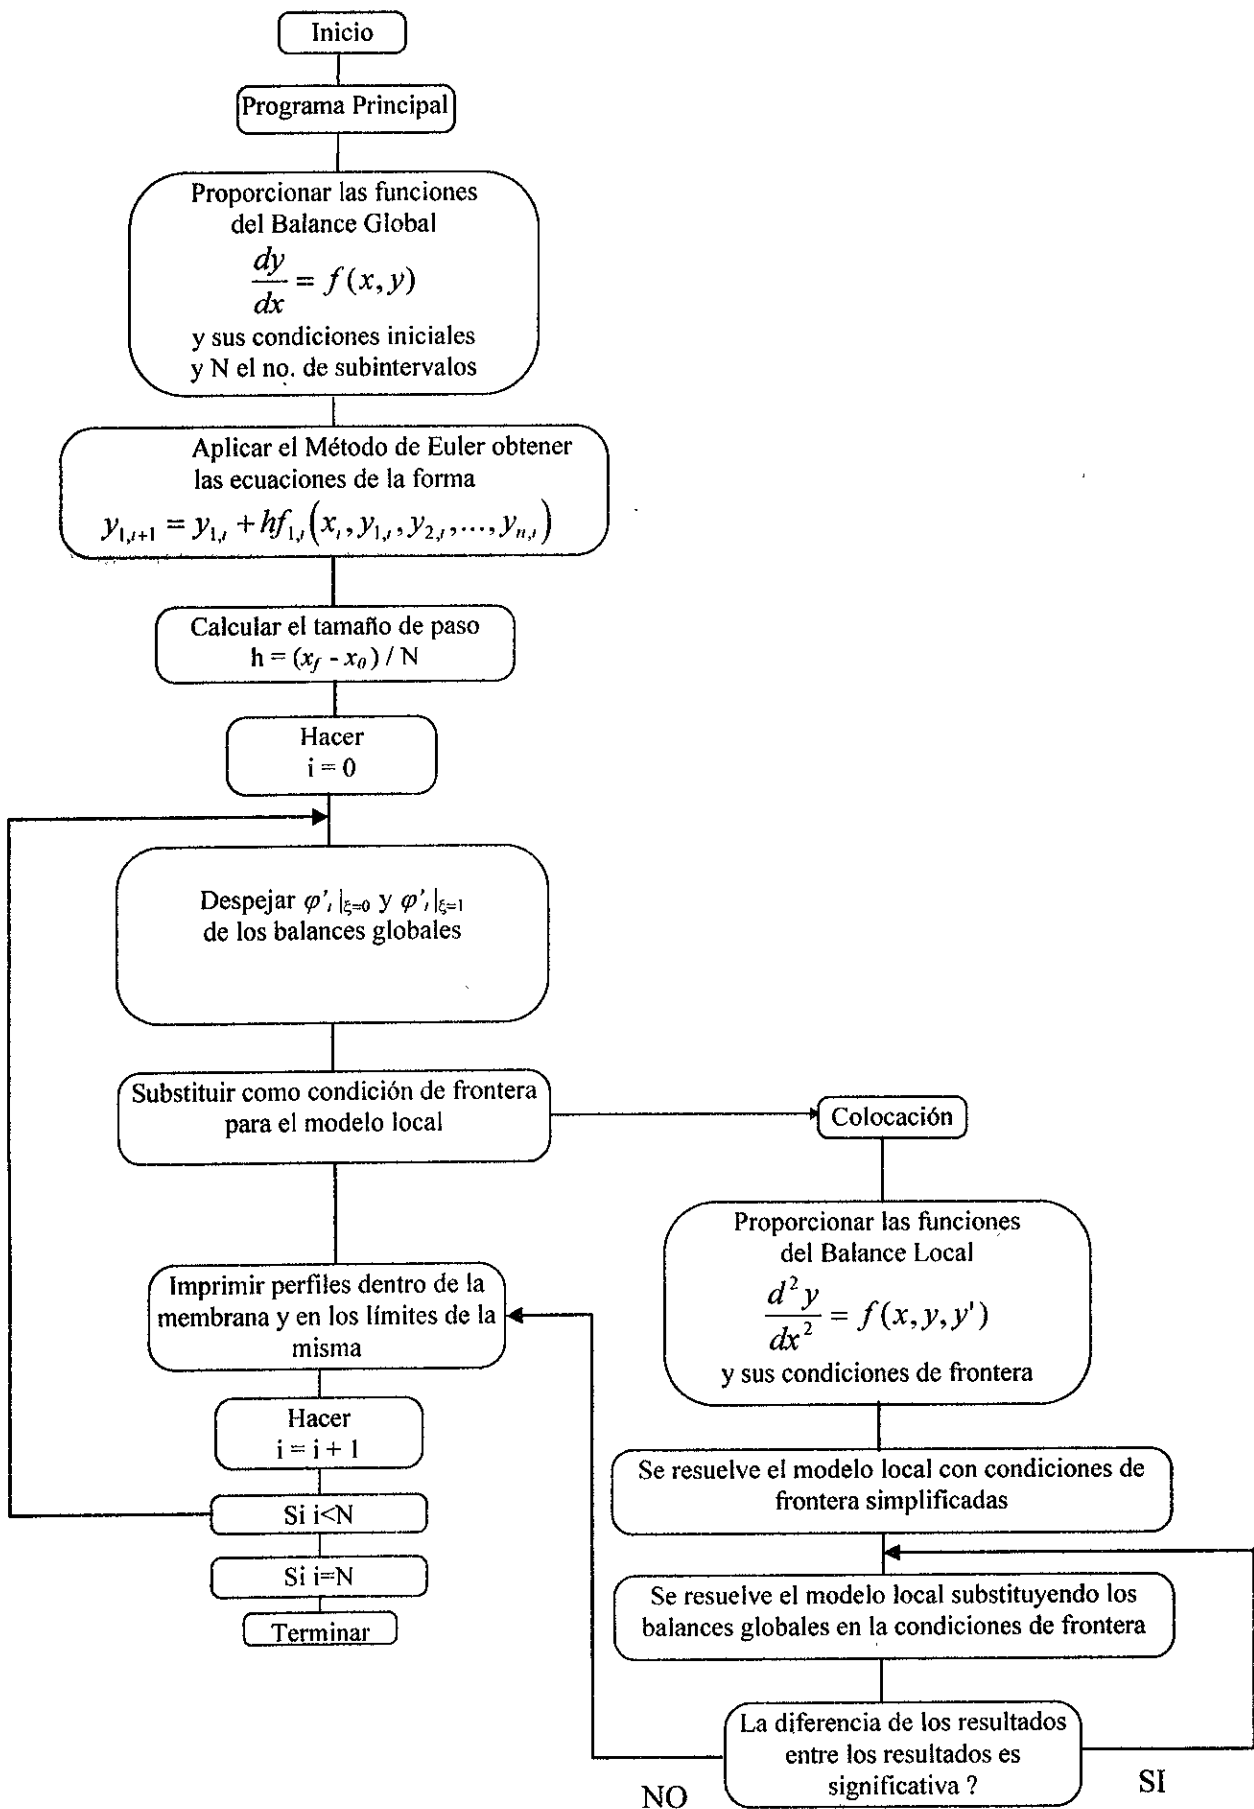 Inicio
Programa Principal
Proporcionar las funciones
del Balance Global
dy/dx = f(x, y)
y sus condiciones iniciales
y N el no. de subintervalos
Aplicar el Método de Euler obtener
las ecuaciones de la forma
y₁,ᵢ₊₁ = y₁,ᵢ + hf₁,ᵢ(xᵢ, y₁,ᵢ, y₂,ᵢ, ..., yₙ,ᵢ)
Calcular el tamaño de paso
h = (x_f - x₀) / N
Hacer
i = 0
Despejar φ'ᵢ |ξ=0 y φ'ᵢ |ξ=1
de los balances globales
Substituir como condición de frontera
para el modelo local
Imprimir perfiles dentro de la
membrana y en los límites de la
misma
Hacer
i = i + 1
Si i<N
Si i=N
Terminar
Colocación
Proporcionar las funciones
del Balance Local
d²y/dx² = f(x, y, y')
y sus condiciones de frontera
Se resuelve el modelo local con condiciones de
frontera simplificadas
Se resuelve el modelo local substituyendo los
balances globales en la condiciones de frontera
La diferencia de los resultados
entre los resultados es
significativa ?
NO
SI